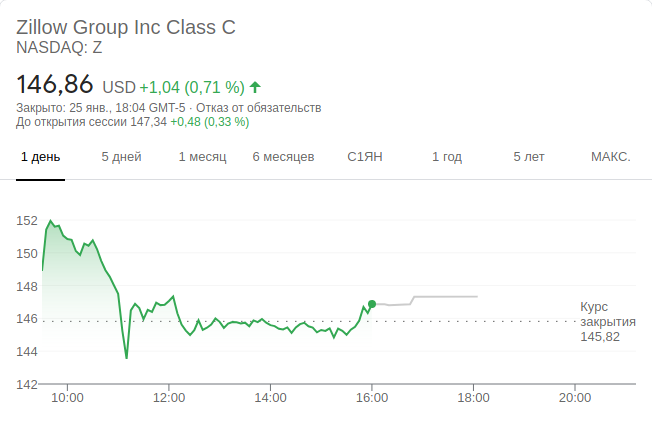 Zillow Group Inc Class C
NASDAQ: Z
146,86 USD +1,04 (0,71 %)
Закрыто: 25 янв., 18:04 GMT-5 · Отказ от обязательств
До открытия сессии 147,34 +0,48 (0,33 %)
1 день 5 дней 1 месяц 6 месяцев С1ЯН 1 год 5 лет МАКС.
152
150
148
146
144
142
Курс
закрытия
145,82
10:00 12:00 14:00 16:00 18:00 20:00